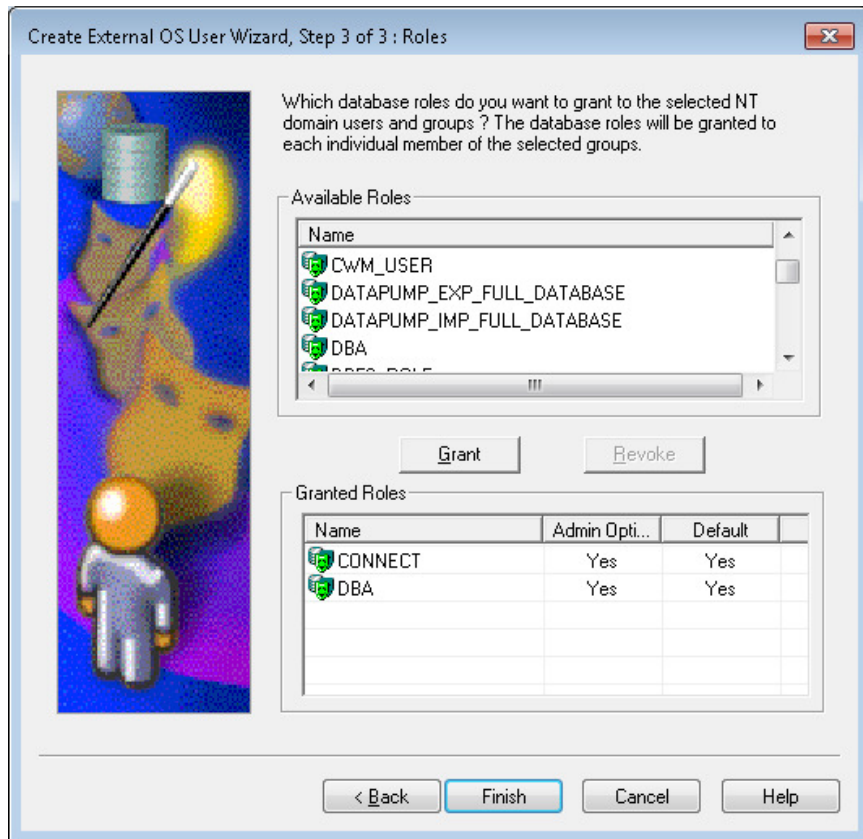 Create External OS User Wizard, Step 3 of 3 : Roles
Which database roles do you want to grant to the selected NT
domain users and groups ? The database roles will be granted to
each individual member of the selected groups.
Available Roles
Name
CWM_USER
DATAPUMP_EXP_FULL_DATABASE
DATAPUMP_IMP_FULL_DATABASE
DBA
Grant Revoke
Granted Roles
Name Admin Opti... Default
CONNECT Yes Yes
DBA Yes Yes
< Back Finish Cancel Help